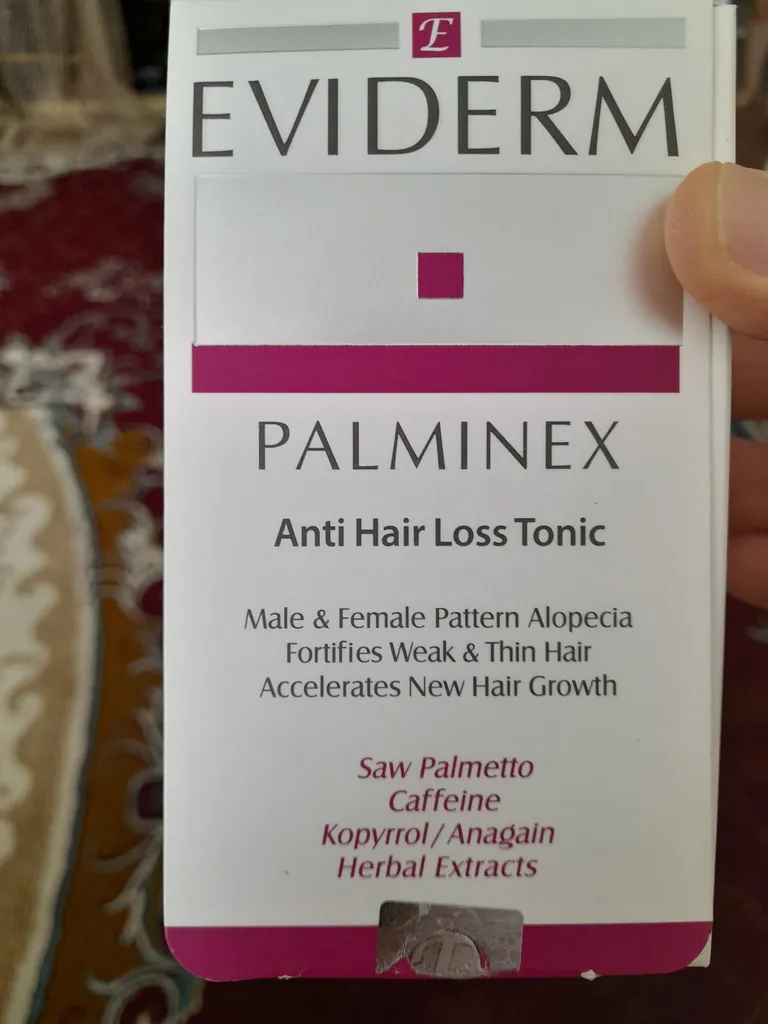 E
EVIDERM
PALMINEX
Anti Hair Loss Tonic
Male & Female Pattern Alopecia
Fortifies Weak & Thin Hair
Accelerates New Hair Growth
Saw Palmetto
Caffeine
Kopyrrol / Anagain
Herbal Extracts